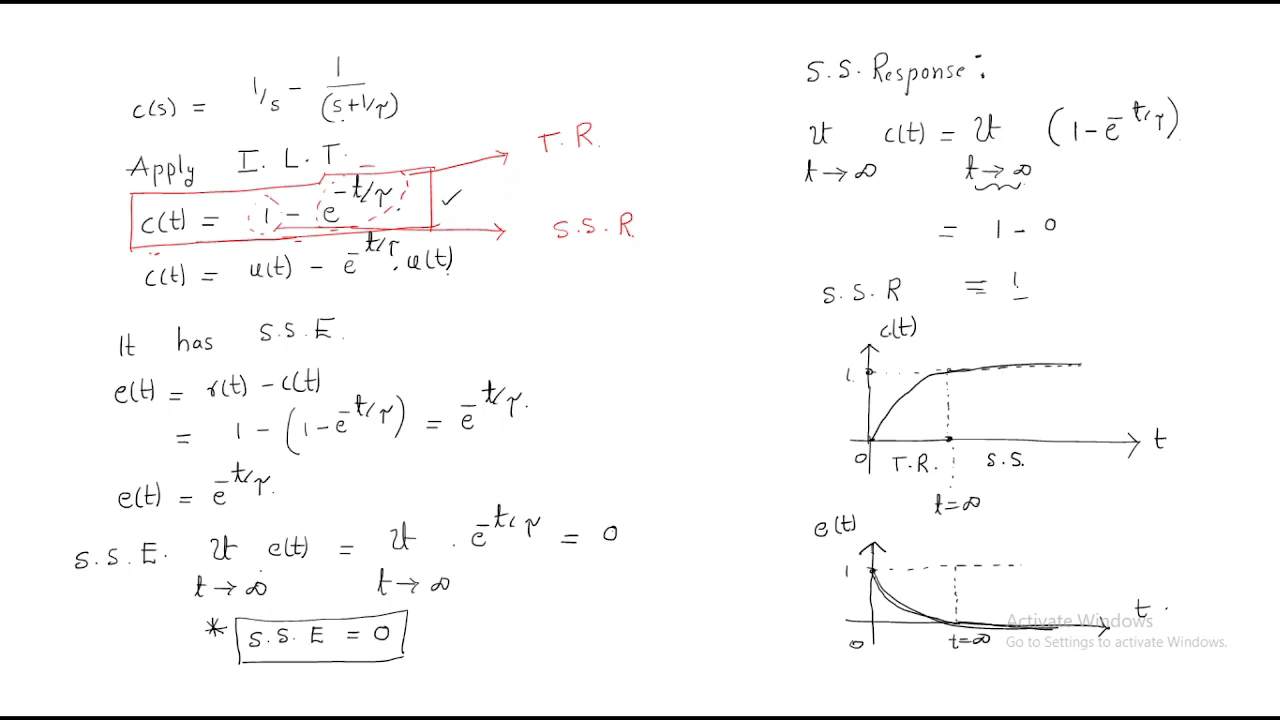 c(s) = 1/s - 1/(s+1/τ)
Apply I. L. T.
c(t) = 1 - e^-t/τ ✓
T. R.
S. S. R
c(t) = u(t) - e^-t/τ . u(t)
It has S.S.E.
e(t) = r(t) - c(t)
= 1 - (1 - e^-t/τ) = e^-t/τ.
e(t) = e^-t/τ.
S.S.E. lt t→∞ e(t) = lt t→∞ . e^-t/τ = 0
* S.S.E = 0
S.S. Response:
lt t→∞ c(t) = lt t→∞ (1 - e^-t/τ)
= 1 - 0
S.S.R = 1
c(t)
1
0 T.R. S.S. t
t=∞
e(t)
1
0 t=∞ t
Activate Windows
Go to Settings to activate Windows.